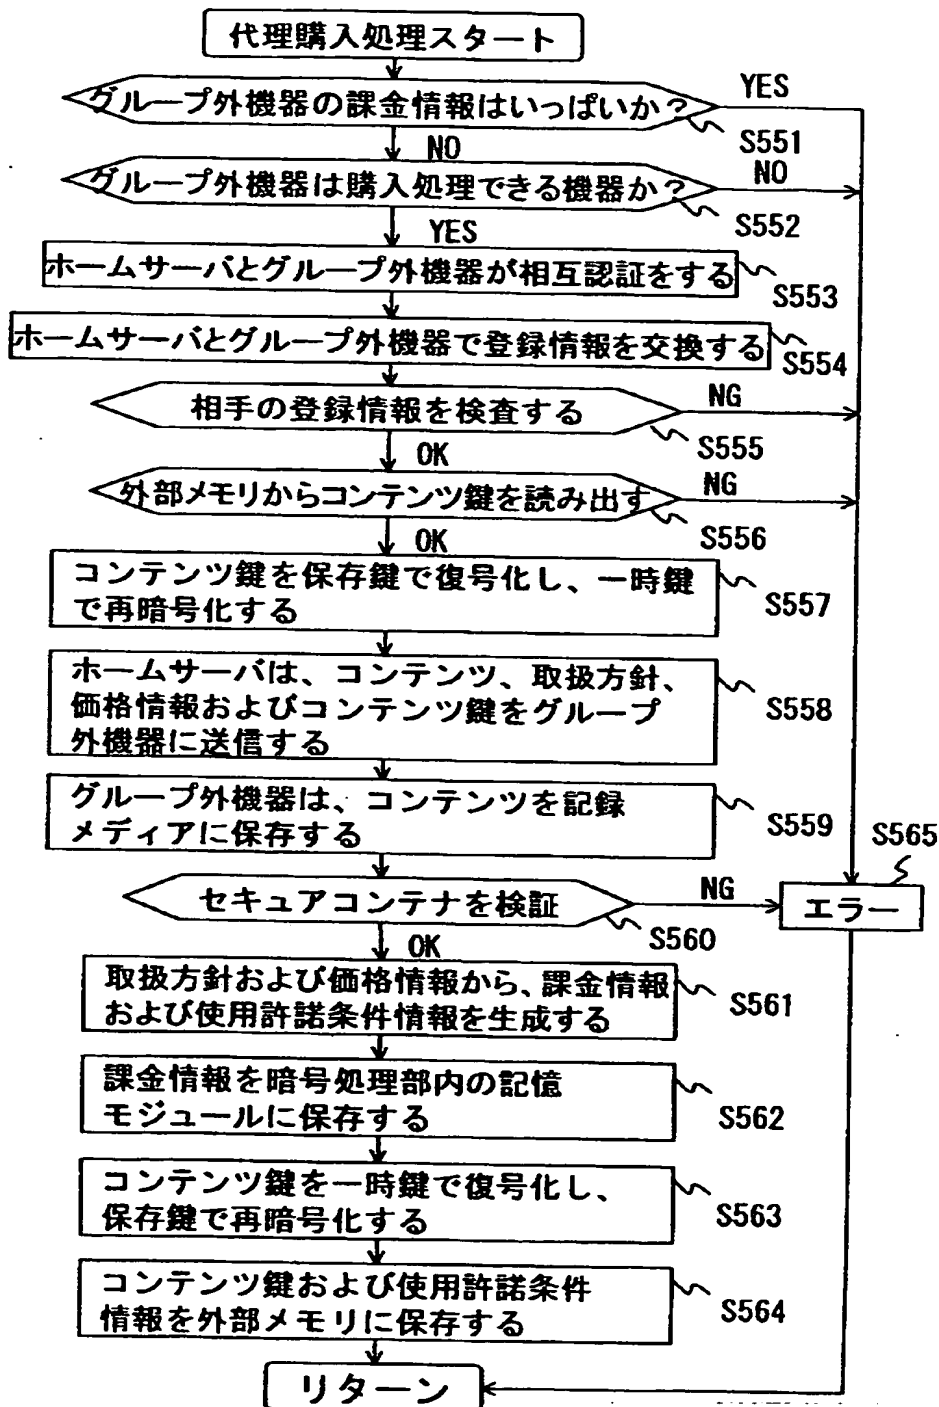 代理購入処理スタート
グループ外機器の課金情報はいっぱいか?
YES
S551
NO
グループ外機器は購入処理できる機器か?
NO
S552
YES
ホームサーバとグループ外機器が相互認証をする
S553
ホームサーバとグループ外機器で登録情報を交換する
S554
相手の登録情報を検査する
NG
S555
OK
外部メモリからコンテンツ鍵を読み出す
NG
S556
OK
コンテンツ鍵を保存鍵で復号化し、一時鍵
で再暗号化する
S557
ホームサーバは、コンテンツ、取扱方針、
価格情報およびコンテンツ鍵をグループ
外機器に送信する
S558
グループ外機器は、コンテンツを記録
メディアに保存する
S559
S565
セキュアコンテナを検証
NG
エラー
S560
OK
取扱方針および価格情報から、課金情報
および使用許諾条件情報を生成する
S561
課金情報を暗号処理部内の記憶
モジュールに保存する
S562
コンテンツ鍵を一時鍵で復号化し、
保存鍵で再暗号化する
S563
コンテンツ鍵および使用許諾条件
情報を外部メモリに保存する
S564
リターン